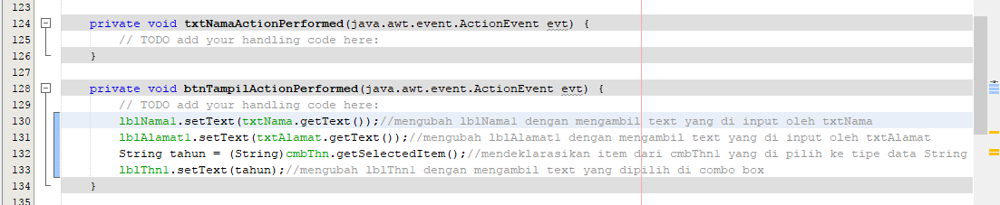 123
124 private void txtNamaActionPerformed(java.awt.event.ActionEvent evt) {
125 // TODO add your handling code here:
126 }
127
128 private void btnTampilActionPerformed(java.awt.event.ActionEvent evt) {
129 // TODO add your handling code here:
130 lblNama1.setText(txtNama.getText());//mengubah lblNama1 dengan mengambil text yang di input oleh txtNama
131 lblAlamat1.setText(txtAlamat.getText());//mengubah lblAlamat1 dengan mengambil text yang di input oleh txtAlamat
132 String tahun = (String)cmbThn.getSelectedItem();//mendeklarasikan item dari cmbThn1 yang di pilih ke tipe data String
133 lblThn1.setText(tahun);//mengubah lblThn1 dengan mengambil text yang dipilih di combo box
134 }
135